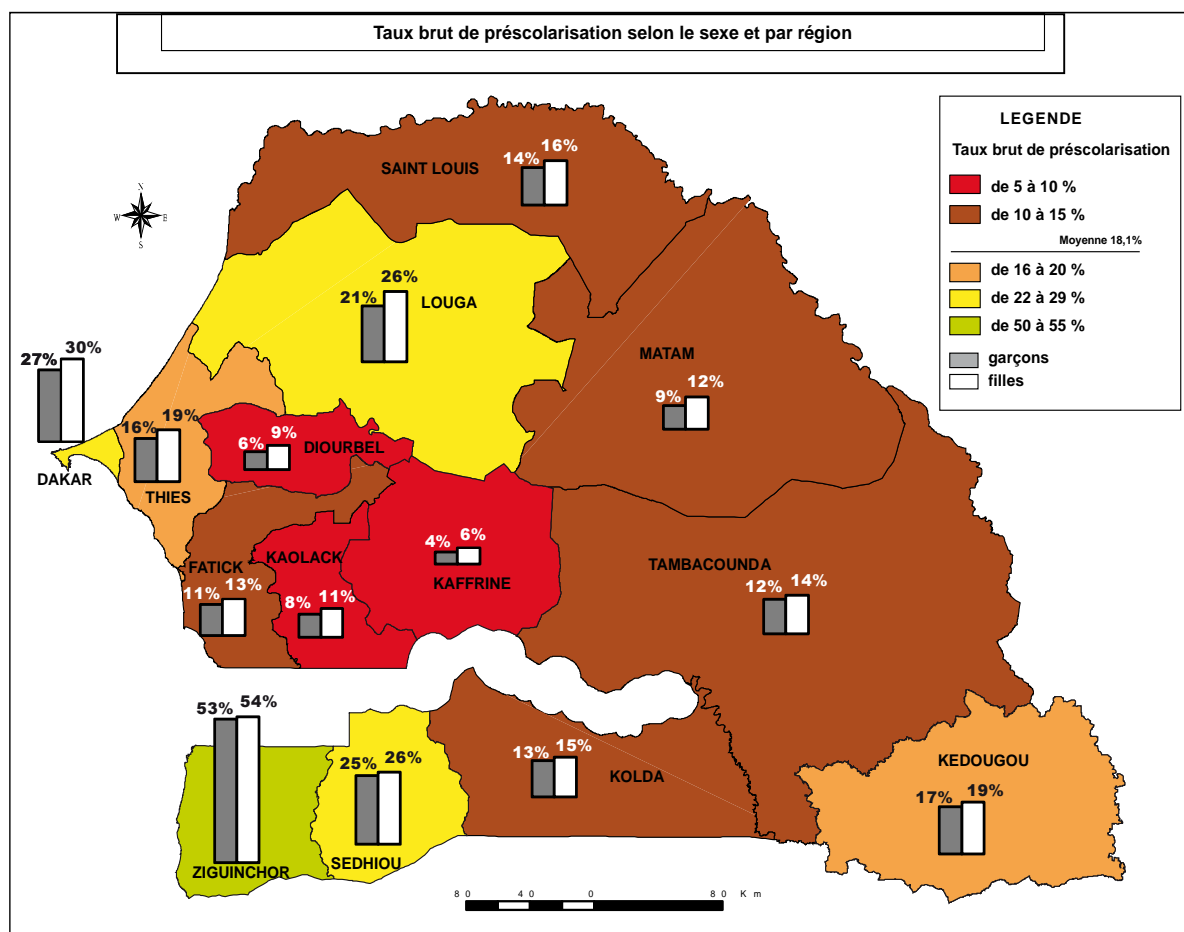 Taux brut de préscolarisation selon le sexe et par région
LEGENDE
Taux brut de préscolarisation
de 5 à 10 %
de 10 à 15 %
Moyenne 18,1%
de 16 à 20 %
de 22 à 29 %
de 50 à 55 %
garçons
filles
N
W E
S
SAINT LOUIS
14% 16%
LOUGA
21% 26%
MATAM
9% 12%
DAKAR
27% 30%
THIES
16% 19%
DIOURBEL
6% 9%
FATICK
11% 13%
KAOLACK
8% 11%
KAFFRINE
4% 6%
TAMBACOUNDA
12% 14%
ZIGUINCHOR
53% 54%
SEDHIOU
25% 26%
KOLDA
13% 15%
KEDOUGOU
17% 19%
80 40 0 80 Km